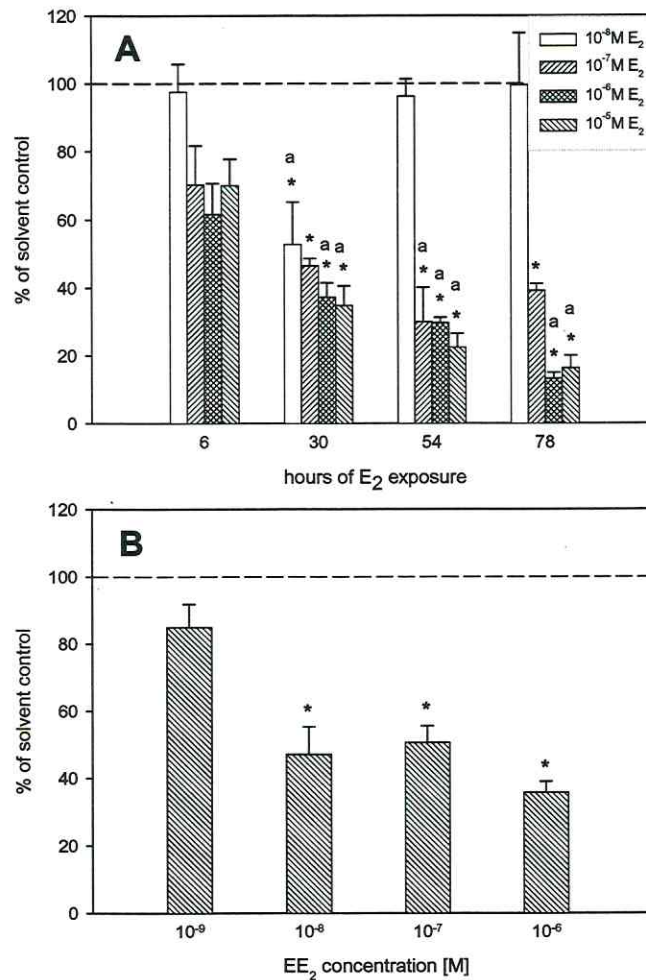 120
100
80
60
40
20
0
% of solvent control
A
10⁻⁸M E₂
10⁻⁷M E₂
10⁻⁶M E₂
10⁻⁵M E₂
a
*
*
a
*
a
*
a
*
a
*
a
*
*
a
*
a
*
6 30 54 78
hours of E₂ exposure
120
100
80
60
40
20
0
% of solvent control
B
*
*
*
10⁻⁹ 10⁻⁸ 10⁻⁷ 10⁻⁶
EE₂ concentration [M]